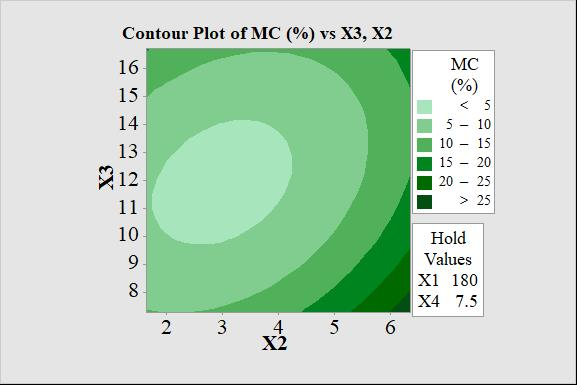 Contour Plot of MC (%) vs X3, X2
16
15
14
13
12
11
10
9
8
X3
2 3 4 5 6
X2
MC
(%)
< 5
5 – 10
10 – 15
15 – 20
20 – 25
> 25
Hold
Values
X1 180
X4 7.5